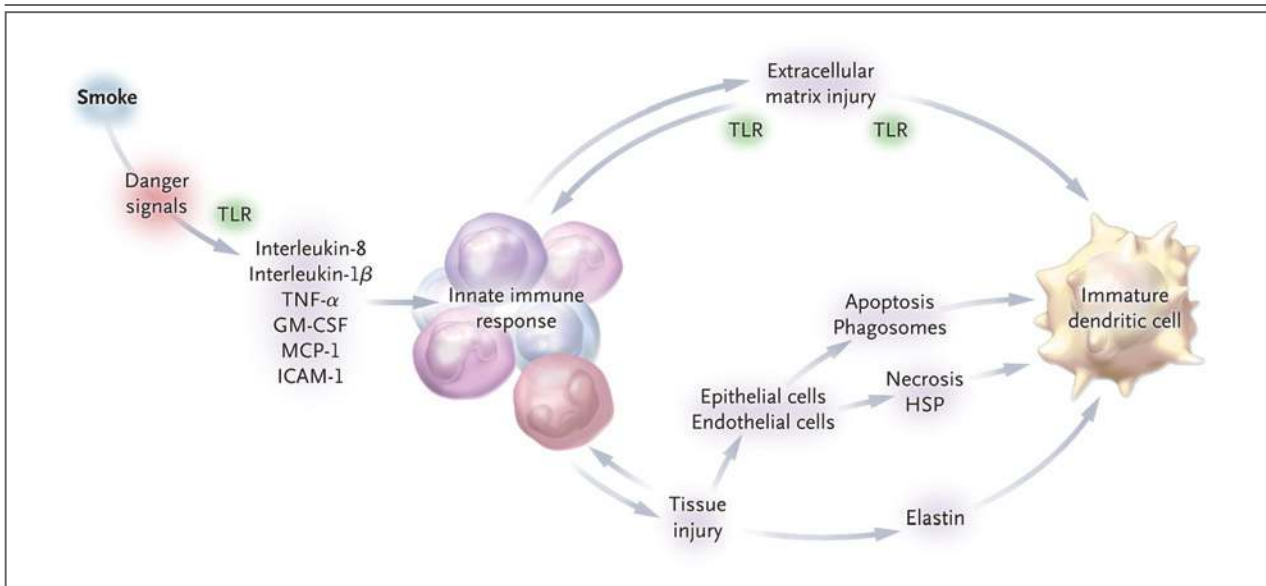 Smoke
Danger
signals
TLR
Interleukin-8
Interleukin-1β
TNF-α
GM-CSF
MCP-1
ICAM-1
Innate immune
response
Extracellular
matrix injury
TLR
TLR
Tissue
injury
Epithelial cells
Endothelial cells
Apoptosis
Phagosomes
Necrosis
HSP
Elastin
Immature
dendritic cell